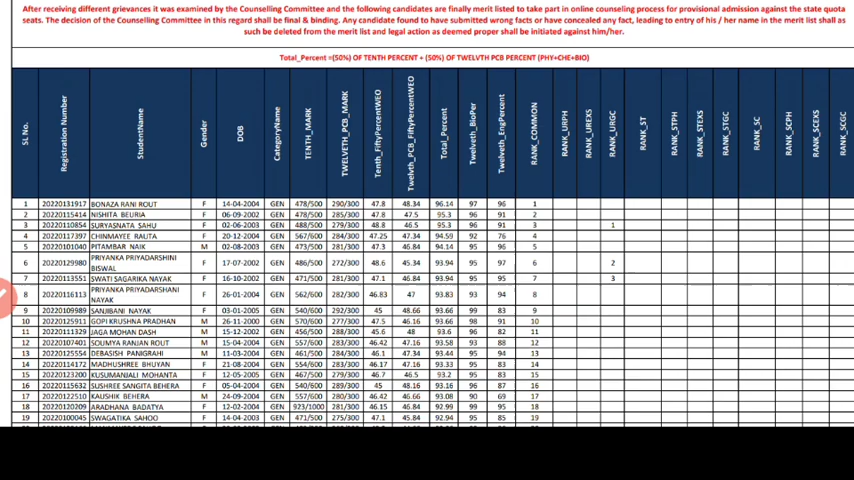 After receiving different grievances it was examined by the Counselling Committee and the following candidates are finally merit listed to take part in online counseling process for provisional admission against the state quota
seats. The decision of the Counselling Committee in this regard shall be final & binding. Any candidate found to have submitted wrong facts or have concealed any fact, leading to entry of his / her name in the merit list shall as
such be deleted from the merit list and legal action as deemed proper shall be initiated against him/her.
Total_Percent =(50%) OF TENTH PERCENT + (50%) OF TWELVTH PCB PERCENT (PHY+CHE+BIO)
SL No. Registration Number StudentName Gender DOB CategoryName TENTH_MARK TWELVETH_PCB_MARK Tenth_FiftyPercentWEO Twelvth_PCB_FiftyPercentWEO Total_Percent Twelveth_BioPer Twelveth_EngPercent RANK_COMMON RANK_URPH RANK_UREXS RANK_URGC RANK_ST RANK_STPH RANK_STEXS RANK_STGC RANK_SC RANK_SCPH RANK_SCEXS RANK_SCGC
1 20220131917 BONAZA RANI ROUT F 14-04-2004 GEN 478/500 290/300 47.8 48.34 96.14 97 96 1
2 20220115414 NISHITA BEURIA F 06-09-2002 GEN 478/500 285/300 47.8 47.5 95.3 96 91 2
3 20220110854 SURYASNATA SAHU F 02-06-2003 GEN 488/500 279/300 48.8 46.5 95.3 96 91 3 1
4 20220117397 CHINMAYEE RALITA F 20-12-2004 GEN 567/600 284/300 47.25 47.34 94.59 92 76 4
5 20220101040 PITAMBAR NAIK M 02-08-2003 GEN 473/500 281/300 47.3 46.84 94.14 95 96 5
6 20220129980 PRIYANKA PRIYADARSHINI BISWAL F 17-07-2002 GEN 486/500 272/300 48.6 45.34 93.94 95 97 6 2
7 20220113551 SWATI SAGARIKA NAYAK F 16-10-2002 GEN 471/500 281/300 47.1 46.84 93.94 95 95 7 3
8 20220116113 PRIYANKA PRIYADARSHANI NAYAK F 26-01-2004 GEN 562/600 282/300 46.83 47 93.83 93 94 8
9 20220109989 SANJIBANI NAYAK F 03-01-2005 GEN 540/600 292/300 45 48.66 93.66 99 83 9
10 20220125911 GOPI KRUSHNA PRADHAN M 26-11-2000 GEN 570/600 277/300 47.5 46.16 93.66 98 91 10
11 20220111329 JAGA MOHAN DASH M 15-12-2002 GEN 456/500 288/300 45.6 48 93.6 96 82 11
12 20220107401 SOUMYA RANJAN ROUT M 15-04-2004 GEN 557/600 283/300 46.42 47.16 93.58 93 88 12
13 20220125554 DEBASISH PANIGRAHI M 11-03-2004 GEN 461/500 284/300 46.1 47.34 93.44 95 94 13
14 20220114172 MADHUSHREE BHUYAN F 21-08-2004 GEN 554/600 283/300 46.17 47.16 93.33 95 83 14
15 20220123200 KUSUMANJALI MOHANTA F 12-05-2005 GEN 467/500 279/300 46.7 46.5 93.2 95 83 15
16 20220115632 SUSHREE SANGITA BEHERA F 05-04-2004 GEN 540/600 289/300 45 48.16 93.16 96 87 16
17 20220122510 KAUSHIK BEHERA M 24-09-2004 GEN 557/600 280/300 46.42 46.66 93.08 90 69 17
18 20220120209 ARADHANA BADATYA F 12-02-2004 GEN 923/1000 281/300 46.15 46.84 92.99 99 95 18
19 20220100045 SWAGATIKA SAHOO F 14-04-2003 GEN 471/500 275/300 47.1 45.84 92.94 95 85 19